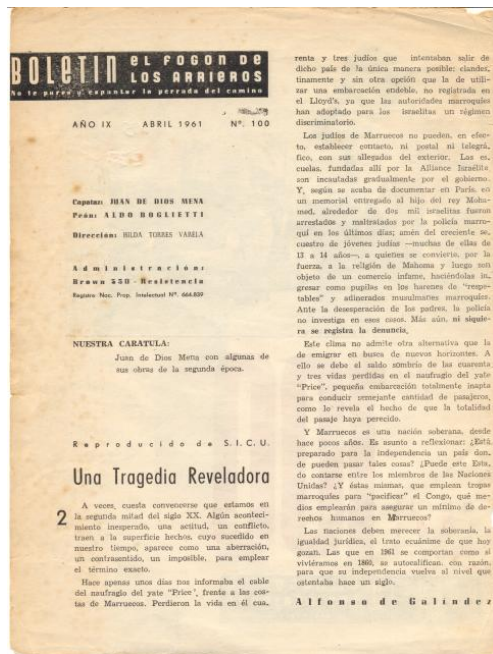 BOLETIN EL FOGON DE
LOS ARRIEROS
No te pares a espantar la perrada del camino
AÑO IX ABRIL 1961 Nº. 100
Capataz: JUAN DE DIOS MENA
Peón: ALDO BOGLIETTI
Dirección: HILDA TORRES VARELA
Administración:
Brown 550 - Resistencia
Registro Nac. Prop. Intelectual Nº. 664.839
NUESTRA CARATULA:
Juan de Dios Mena con algunas de
sus obras de la segunda época.
Reproducido de S.I.C.U.
Una Tragedia Reveladora
2
A veces, cuesta convencerse que estamos en
la segunda mitad del siglo XX. Algún aconteci-
miento inesperado, una actitud, un conflicto,
traen a la superficie hechos, cuyo sucedido en
nuestro tiempo, aparece como una aberración,
un contrasentido, un imposible, para emplear
el término exacto.
Hace apenas unos días nos informaba el cable
del naufragio del yate "Price", frente a las cos-
tas de Marruecos. Perdieron la vida en él cua,
renta y tres judíos que intentaban salir de
dicho país de la única manera posible: clandes,
tinamente y sin otra opción que la de utili-
zar una embarcación endeble, no registrada en
el Lloyd's, ya que las autoridades marroquíes
han adoptado para los israelitas un régimen
discriminatorio.
Los judíos de Marruecos no pueden, en efec-
to, establecer contacto, ni postal ni telegrá,
fico, con sus allegados del exterior. Las es,
cuelas, fundadas allí por la Alliance Israélite,
son incautadas gradualmente por el gobierno.
Y, según se acaba de documentar en París, en
un memorial entregado al hijo del rey Moha-
med, alrededor de dos mil israelitas fueron
arrestados y maltratados por la policía marro-
quí en los últimos días; amén del creciente se,
cuestro de jóvenes judías —muchas de ellas de
13 a 14 años—, a quienes se convierte, por la
fuerza, a la religión de Mahoma y luego son
objeto de un comercio infame, haciéndolas in,
gresar como pupilas en los harenes de "respe-
tables" y adinerados musulmanes marroquíes.
Ante la desesperación de los padres, la policía
no investiga en esos casos. Más aún, ni siquie-
ra se registra la denuncia.
Este clima no admite otra alternativa que la
de emigrar en busca de nuevos horizontes. A
ello se debe el saldo sombrío de las cuarenta
y tres vidas perdidas en el naufragio del yate
"Price", pequeña embarcación totalmente inapta
para conducir semejante cantidad de pasajeros,
como lo revela el hecho de que la totalidad
del pasaje haya perecido.
Y Marruecos es una nación soberana, desde
hace pocos años. Es asunto a reflexionar: ¿Está
preparado para la independencia un país don,
de pueden pasar tales cosas? ¿Puede este Esta,
do contarse entre los miembros de las Naciones
Unidas? ¿Y éstas mismas, que emplean tropas
marroquíes para "pacificar" el Congo, qué me-
dios emplearán para asegurar un mínimo de de-
rechos humanos en Marruecos?
Las naciones deben merecer la soberanía, la
igualdad jurídica, el trato ecuánime de que hoy
gozan. Las que en 1961 se comportan como si
viviéramos en 1860, se autocalifican, con razón,
para que su independencia vuelva al nivel que
ostentaba hace un siglo.
Alfonso de Galíndez